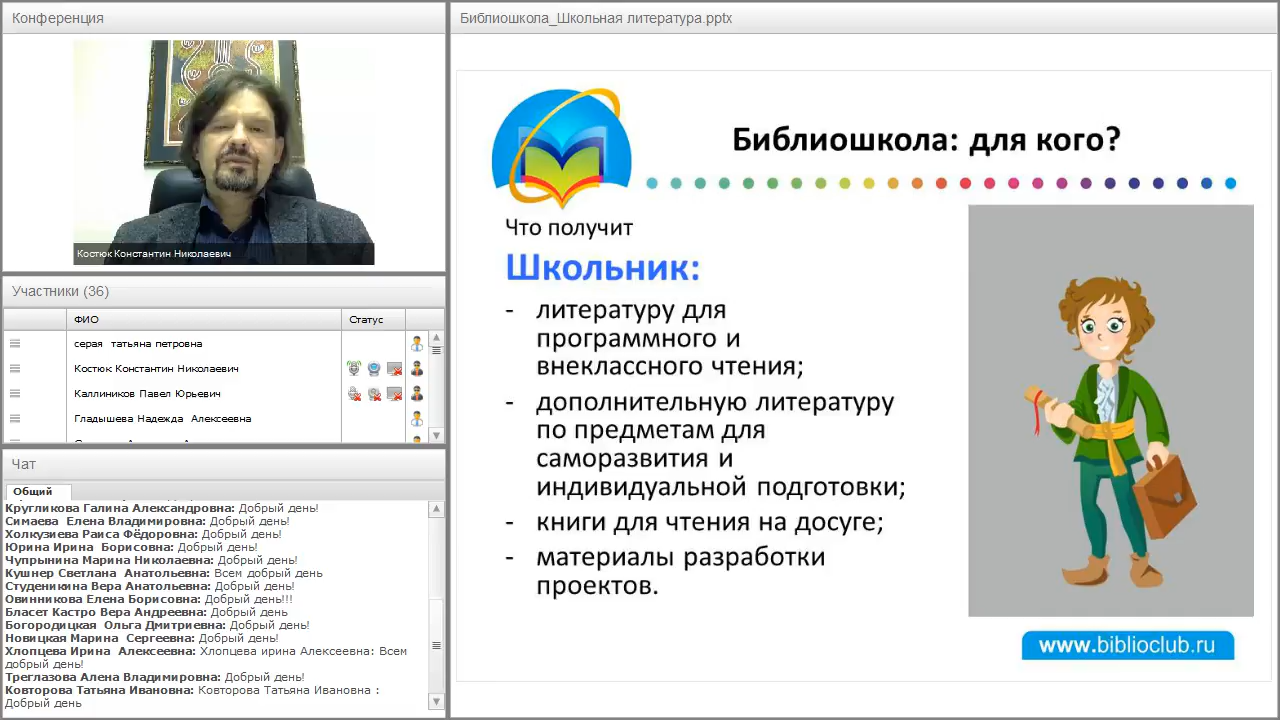 Конференция
Костюк Константин Николаевич
Участники (36)
ФИО
Статус
серая татьяна петровна
Костюк Константин Николаевич
Каллиников Павел Юрьевич
Гладышева Надежда Алексеевна
Чат
Общий
Кругликова Галина Александровна: Добрый день!
Симаева Елена Владимировна: Добрый день!
Холкузиева Раиса Фёдоровна: Добрый день!
Юрина Ирина Борисовна: Добрый день!
Чупрынина Марина Николаевна: Добрый день!
Кушнер Светлана Анатольевна: Всем добрый день
Студеникина Вера Анатольевна: Добрый день!
Овинникова Елена Борисовна: Добрый день!!!
Бласет Кастро Вера Андреевна: Добрый день
Богородицкая Ольга Дмитриевна: Добрый день!
Новицкая Марина Сергеевна: Добрый день!
Хлопцева Ирина Алексеевна: Хлопцева ирина Алексеевна: Всем
добрый день!
Треглазова Алена Владимировна: Добрый день!
Ковторова Татьяна Ивановна: Ковторова Татьяна Ивановна :
Добрый день
Библиошкола_Школьная литература.pptx
Библиошкола: для кого?
Что получит
Школьник:
- литературу для
программного и
внеклассного чтения;
- дополнительную литературу
по предметам для
саморазвития и
индивидуальной подготовки;
- книги для чтения на досуге;
- материалы разработки
проектов.
www.biblioclub.ru